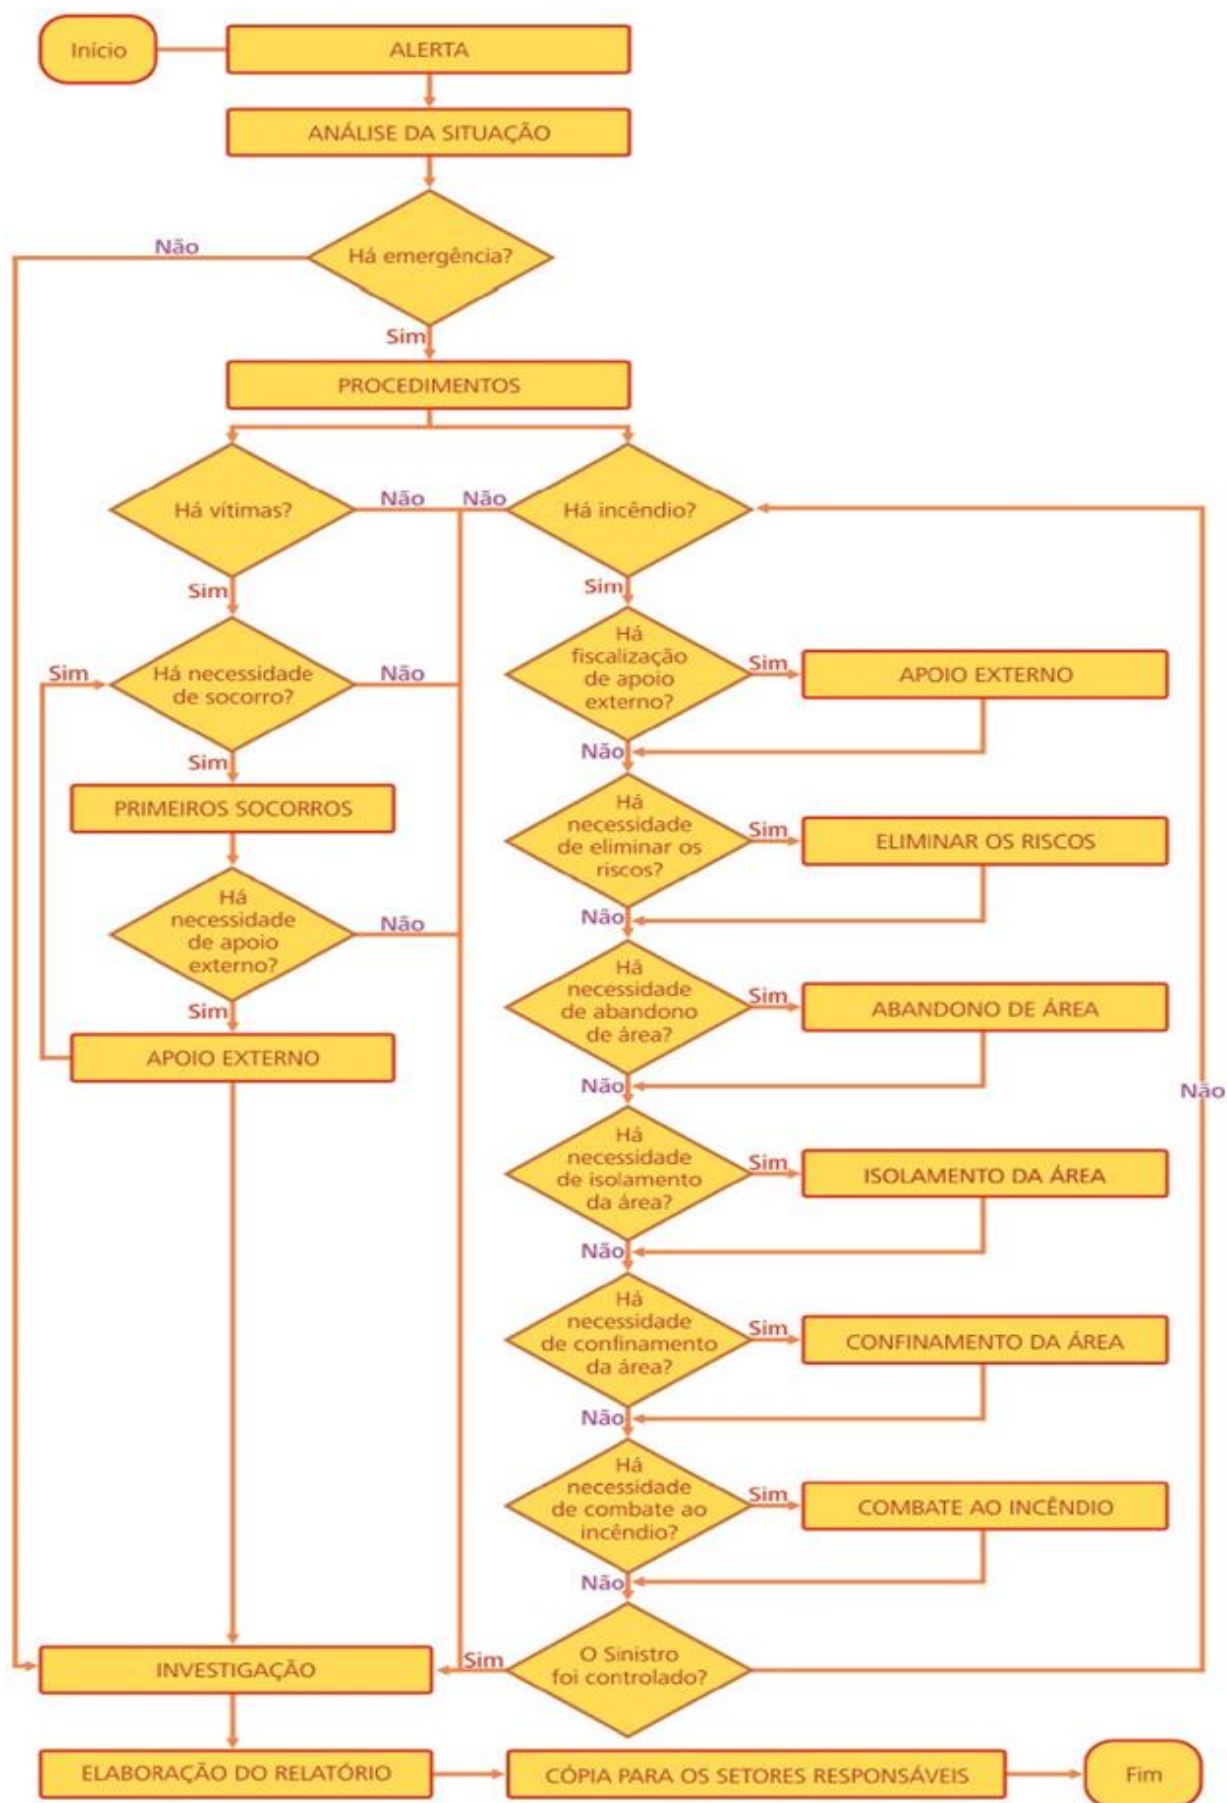 Início
ALERTA
ANÁLISE DA SITUAÇÃO
Não
Há emergência?
Sim
PROCEDIMENTOS
Há vítimas?
Não
Não
Há incêndio?
Sim
Sim
Sim
Há necessidade
de socorro?
Não
Há
fiscalização
de apoio
externo?
Sim
APOIO EXTERNO
Sim
Não
PRIMEIROS SOCORROS
Há
necessidade
de eliminar os
riscos?
Sim
ELIMINAR OS RISCOS
Há
necessidade
de apoio
externo?
Não
Não
Sim
Há
necessidade
de abandono
de área?
Sim
ABANDONO DE ÁREA
APOIO EXTERNO
Não
Não
Há
necessidade
de isolamento
da área?
Sim
ISOLAMENTO DA ÁREA
Não
Há
necessidade
de confinamento
da área?
Sim
CONFINAMENTO DA ÁREA
Não
Há
necessidade
de combate ao
incêndio?
Sim
COMBATE AO INCÊNDIO
Não
INVESTIGAÇÃO
Sim
O Sinistro
foi controlado?
ELABORAÇÃO DO RELATÓRIO
CÓPIA PARA OS SETORES RESPONSÁVEIS
Fim